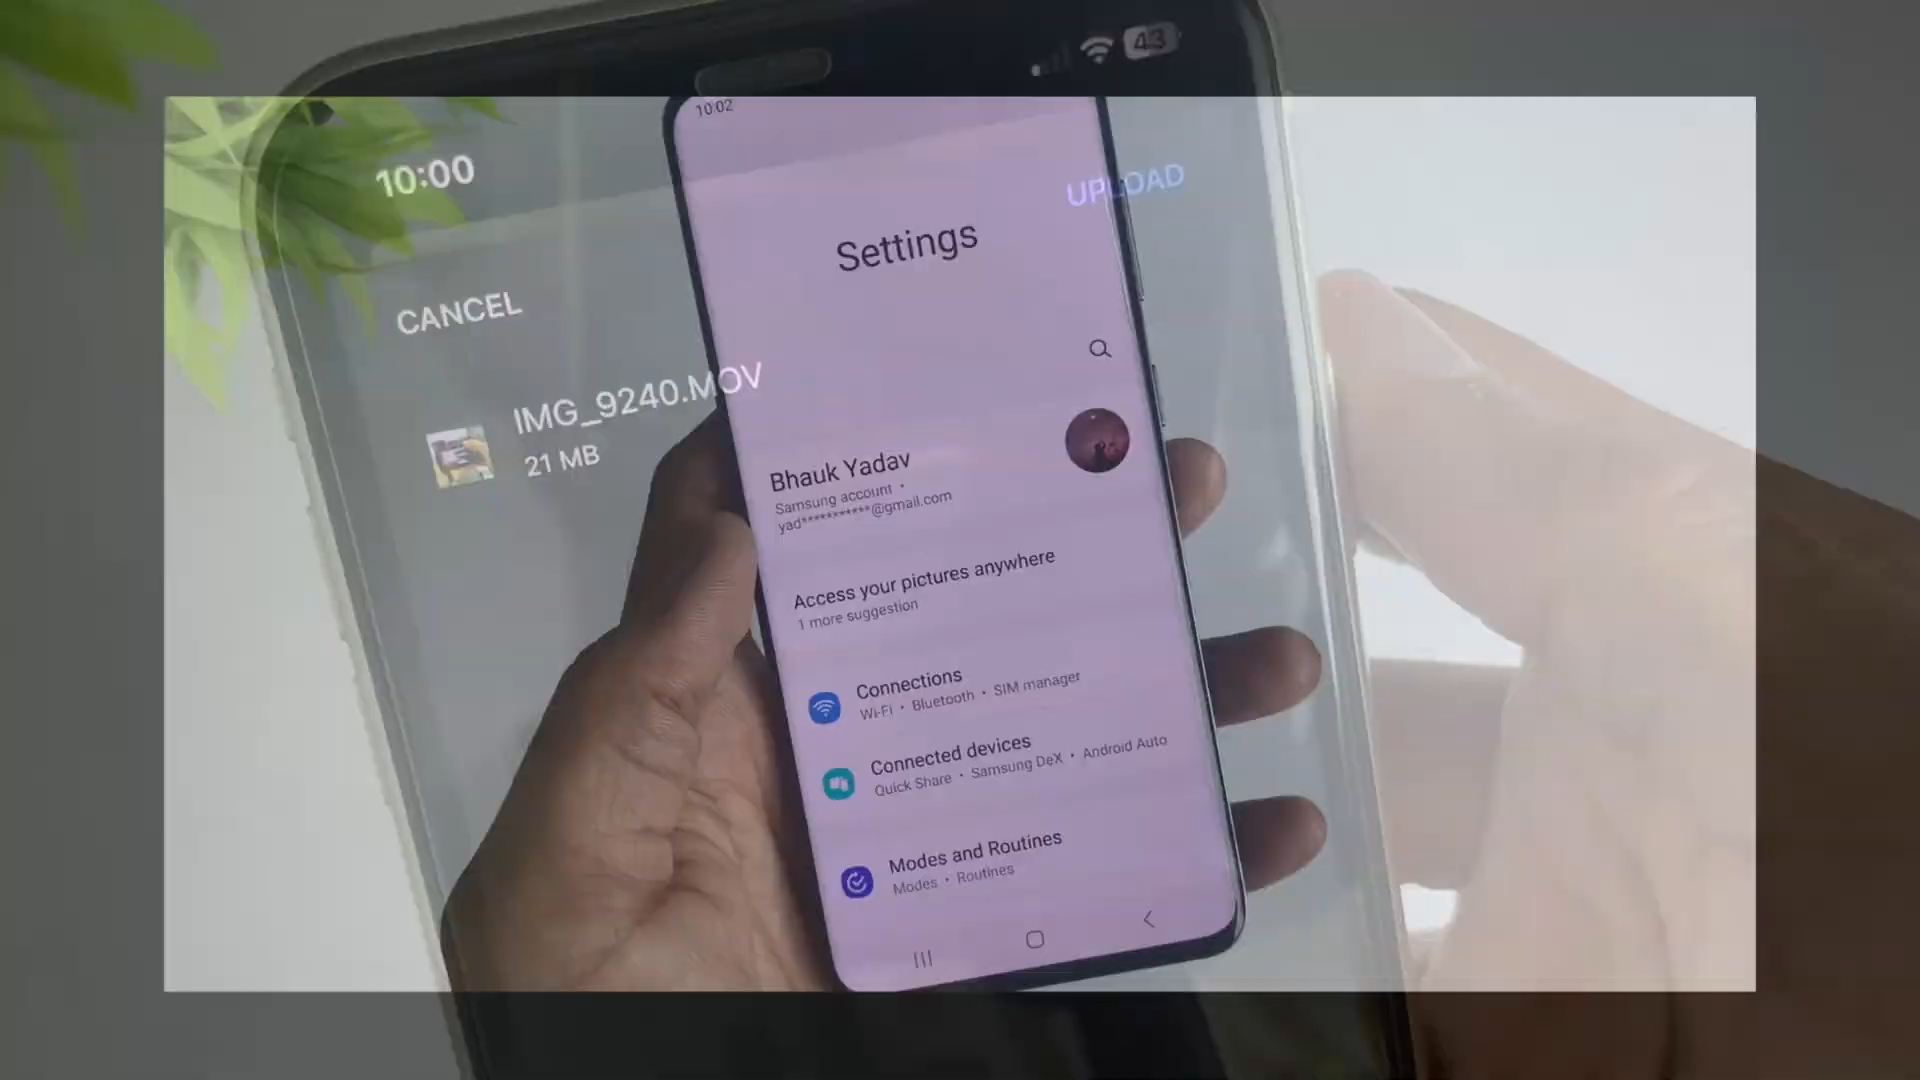 43
10:02
10:00
UPLOAD
Settings
CANCEL
IMG_9240.MOV
21 MB
Bhauk Yadav
Samsung account •
yad***********@gmail.com
Access your pictures anywhere
1 more suggestion
Connections
Wi-Fi • Bluetooth • SIM manager
Connected devices
Quick Share • Samsung DeX • Android Auto
Modes and Routines
Modes • Routines